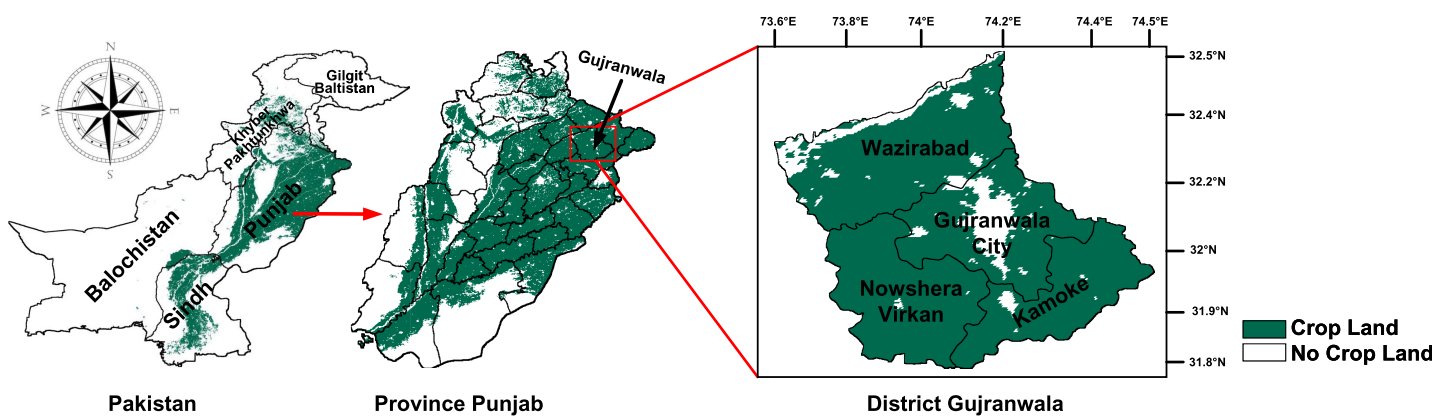 N
W
E
S
Gilgit
Baltistan
Khyber
Pakhtunkhwa
Punjab
Balochistan
Sindh
Pakistan
Gujranwala
Province Punjab
73.6°E
73.8°E
74°E
74.2°E
74.4°E
74.5°E
32.5°N
32.4°N
32.2°N
32°N
31.9°N
31.8°N
Wazirabad
Gujranwala
City
Nowshera
Virkan
Kamoke
District Gujranwala
Crop Land
No Crop Land